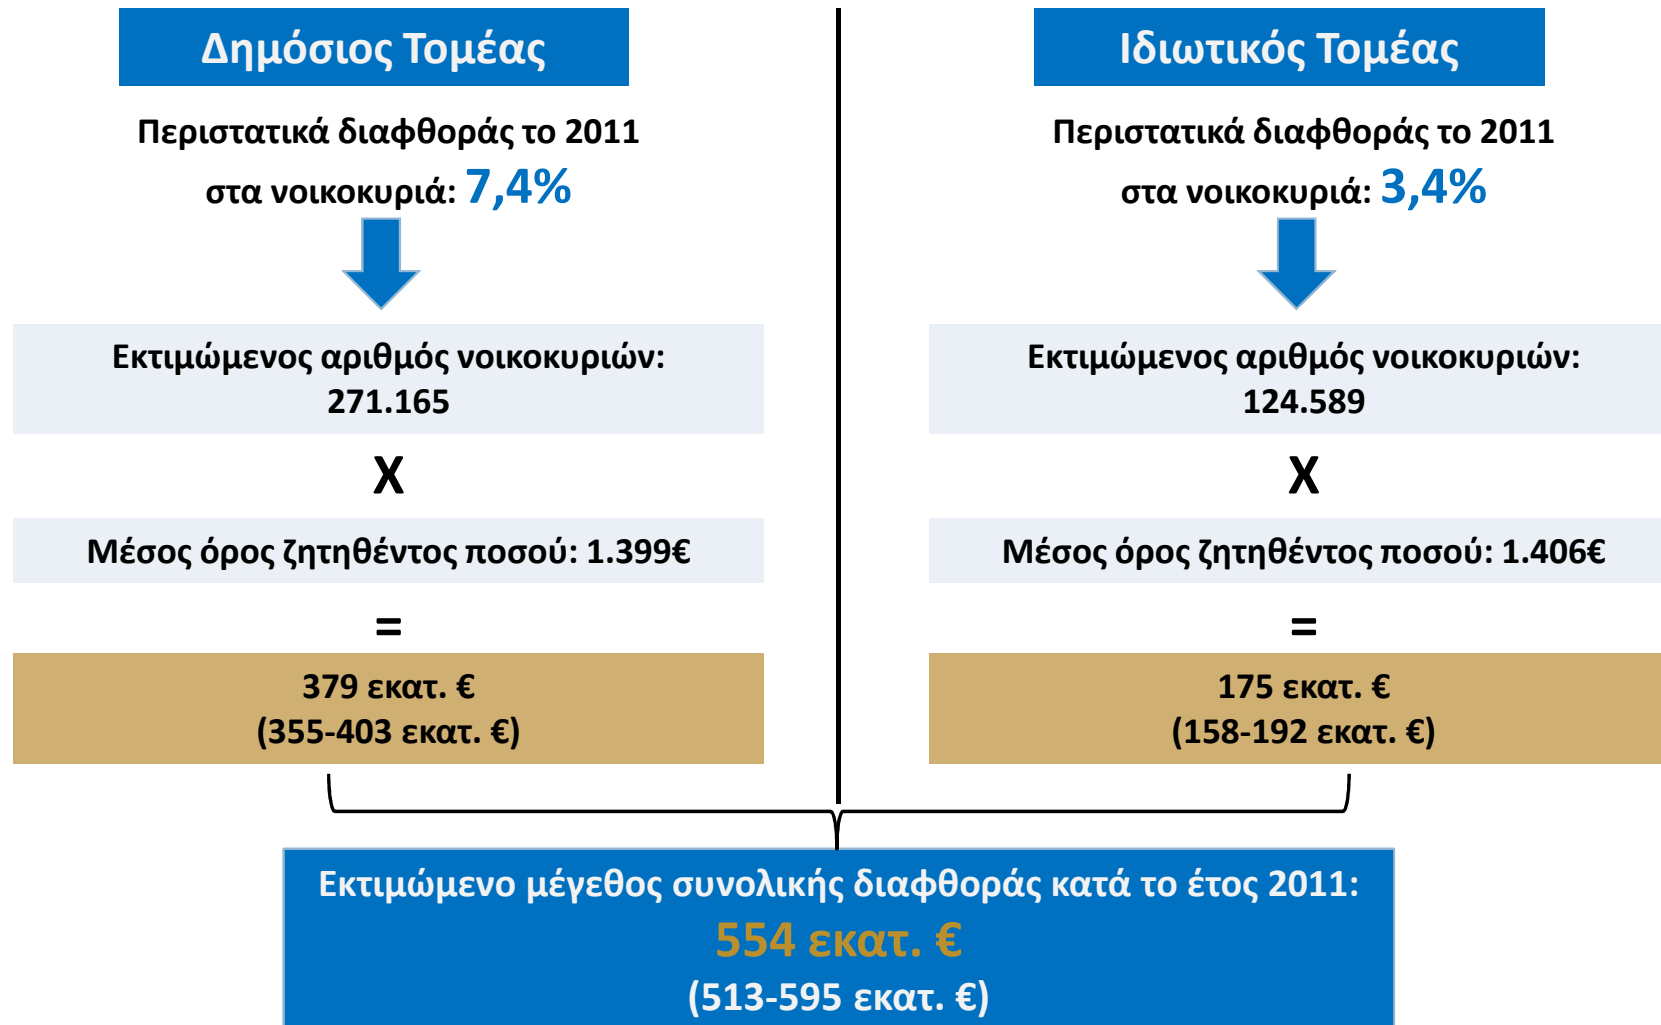 Δημόσιος Τομέας
Περιστατικά διαφθοράς το 2011
στα νοικοκυριά: 7,4%
Εκτιμώμενος αριθμός νοικοκυριών:
271.165
X
Μέσος όρος ζητηθέντος ποσού: 1.399€
=
379 εκατ. €
(355-403 εκατ. €)
Ιδιωτικός Τομέας
Περιστατικά διαφθοράς το 2011
στα νοικοκυριά: 3,4%
Εκτιμώμενος αριθμός νοικοκυριών:
124.589
X
Μέσος όρος ζητηθέντος ποσού: 1.406€
=
175 εκατ. €
(158-192 εκατ. €)
Εκτιμώμενο μέγεθος συνολικής διαφθοράς κατά το έτος 2011:
554 εκατ. €
(513-595 εκατ. €)